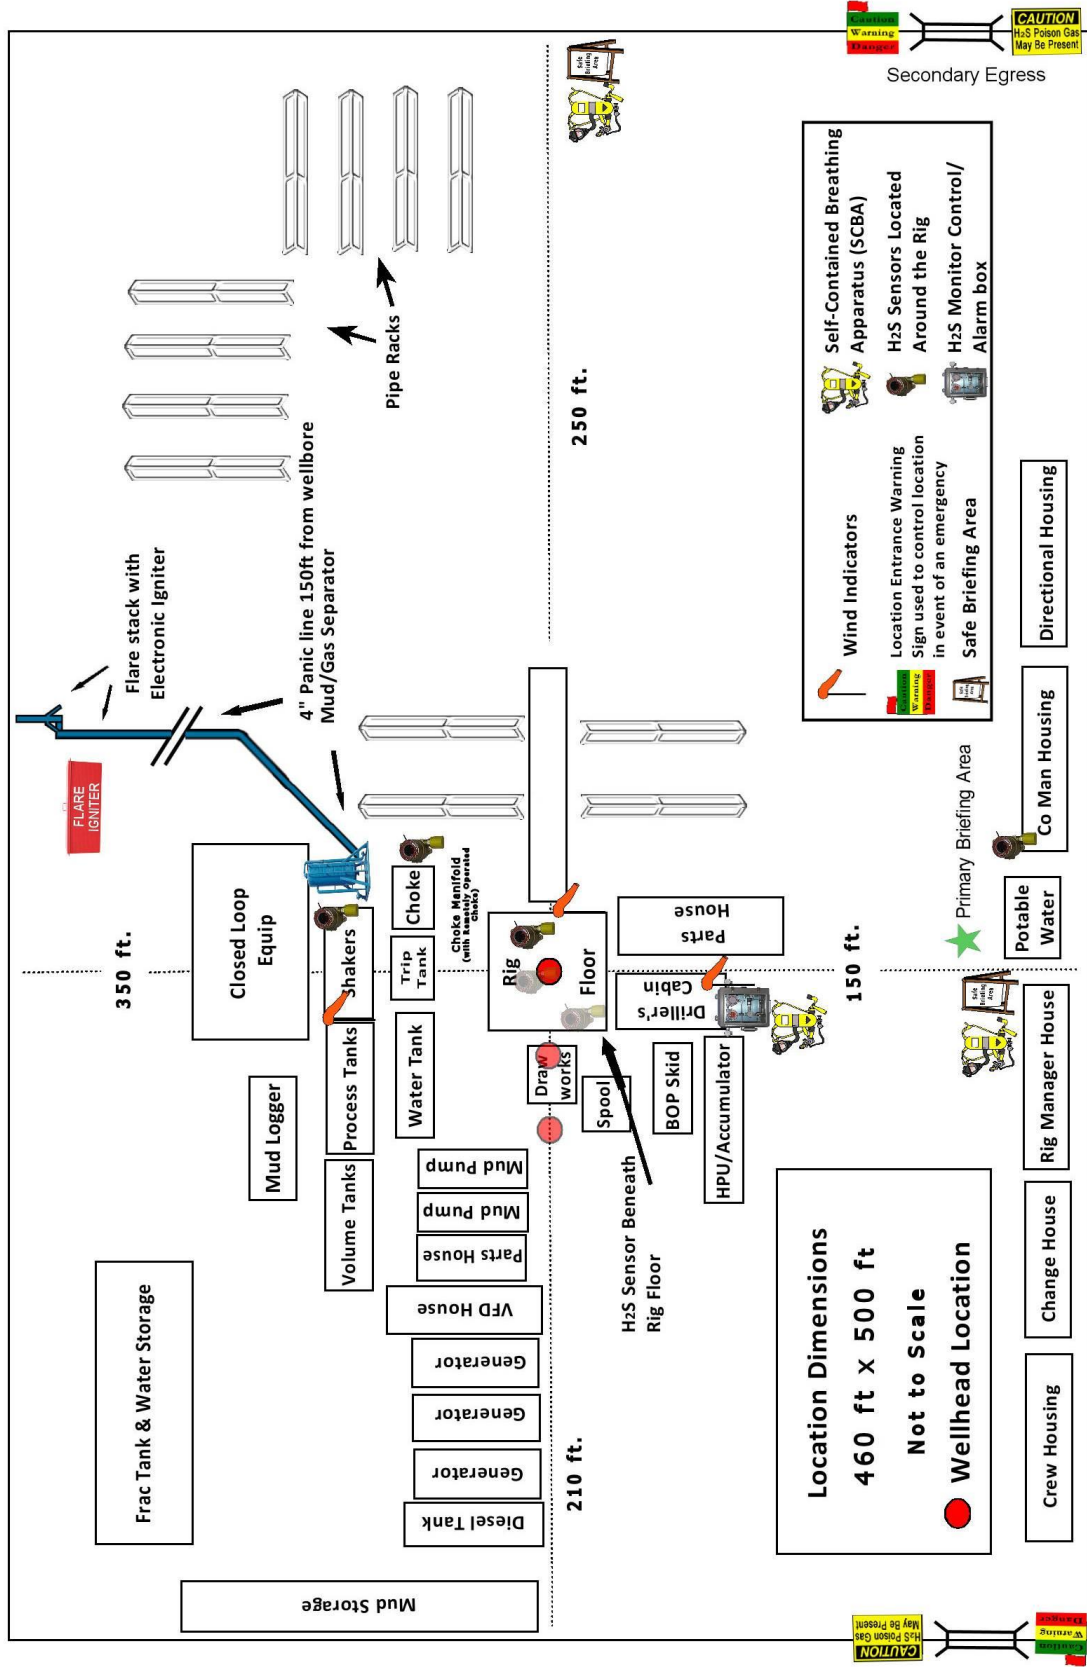 Caution
Warning
Danger
CAUTION
H2S Poison Gas
May Be Present
Secondary Egress
Safe
Briefing
Area
Pipe Racks
250 ft.
Flare stack with
Electronic Igniter
4" Panic line 150ft from wellbore
Mud/Gas Separator
FLARE
IGNITER
350 ft.
Closed Loop
Equip
Shakers
Choke
Choke Manifold
(with Remotely Operated
Choke)
Trip
Tank
Rig
Floor
Parts
House
Driller's
Cabin
150 ft.
Frac Tank & Water Storage
Mud Logger
Process Tanks
Volume Tanks
Water Tank
Mud Pump
Mud Pump
Parts House
VFD House
Generator
Generator
Generator
Diesel Tank
Mud Storage
210 ft.
Draw
works
Spool
BOP Skid
HPU/Accumulator
H2S Sensor Beneath
Rig Floor
Wind Indicators
Caution
Warning
Danger
Location Entrance Warning
Sign used to control location
in event of an emergency
Safe
Briefing
Area
Safe Briefing Area
Self-Contained Breathing
Apparatus (SCBA)
H2S Sensors Located
Around the Rig
H2S Monitor Control/
Alarm box
Location Dimensions
460 ft x 500 ft
Not to Scale
Wellhead Location
Primary Briefing Area
Safe
Briefing
Area
Crew Housing
Change House
Rig Manager House
Potable
Water
Co Man Housing
Directional Housing
CAUTION
H2S Poison Gas
May Be Present
Caution
Warning
Danger